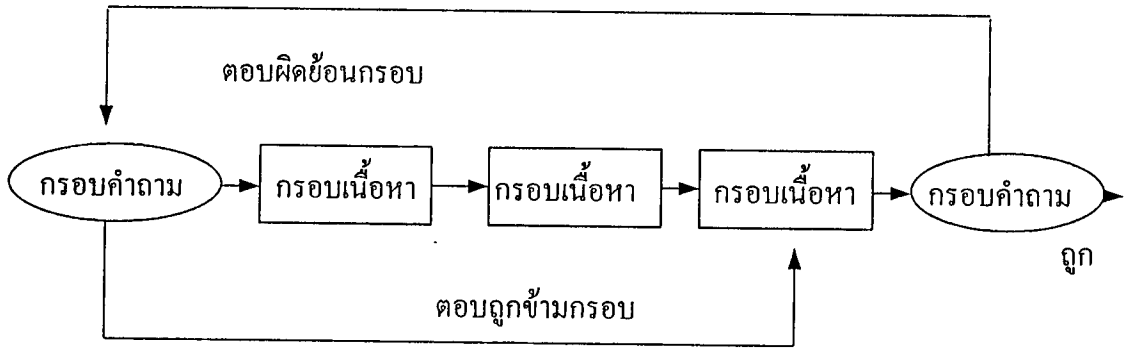 ตอบผิดย้อนกรอบ
กรอบคำถาม
กรอบเนื้อหา
กรอบเนื้อหา
กรอบเนื้อหา
กรอบคำถาม
ถูก
ตอบถูกข้ามกรอบ